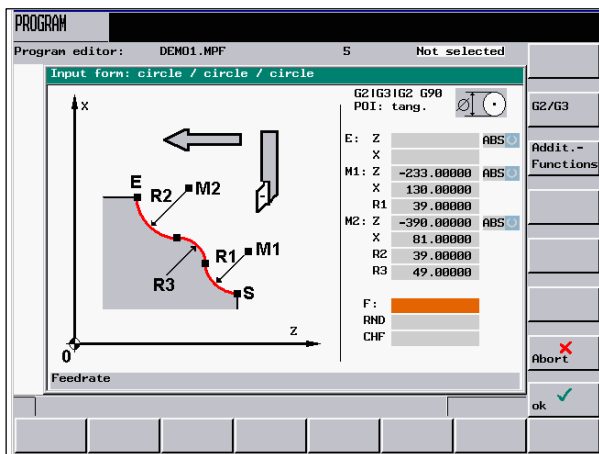 PROGRAM
Program editor: DEMO1.MPF 5 Not selected
Input form: circle / circle / circle
G2|G3|G2 G90
POI: tang.
Ø
G2/G3
Addit.-
Functions
X
E
R2
M2
R1
M1
R3
S
Z
0
E: Z ABS
X
M1: Z -233.00000 ABS
X 130.00000
R1 39.00000
M2: Z -390.00000 ABS
X 81.00000
R2 39.00000
R3 49.00000
F:
RND
CHF
Feedrate
Abort
ok